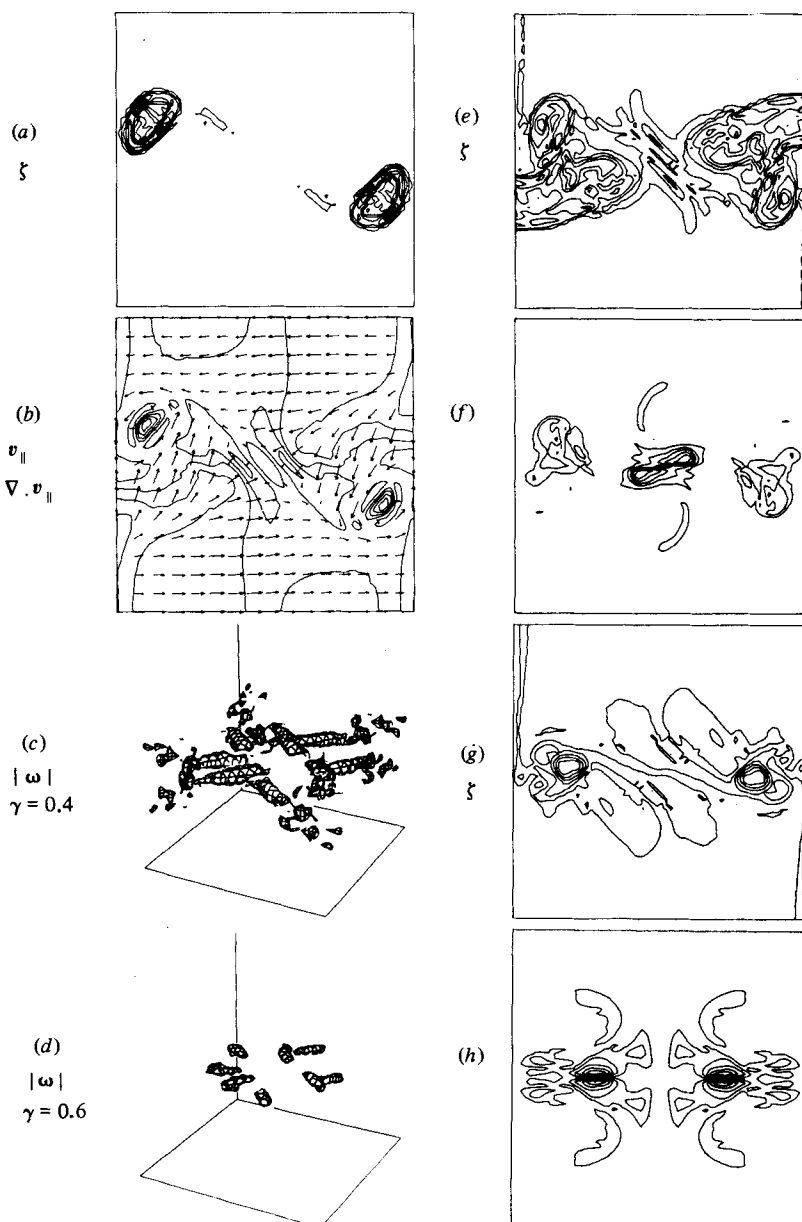 (a)
ζ
(b)
v∥
∇ . v∥
(c)
| ω |
γ = 0.4
(d)
| ω |
γ = 0.6
(e)
ζ
(f)
(g)
ζ
(h)